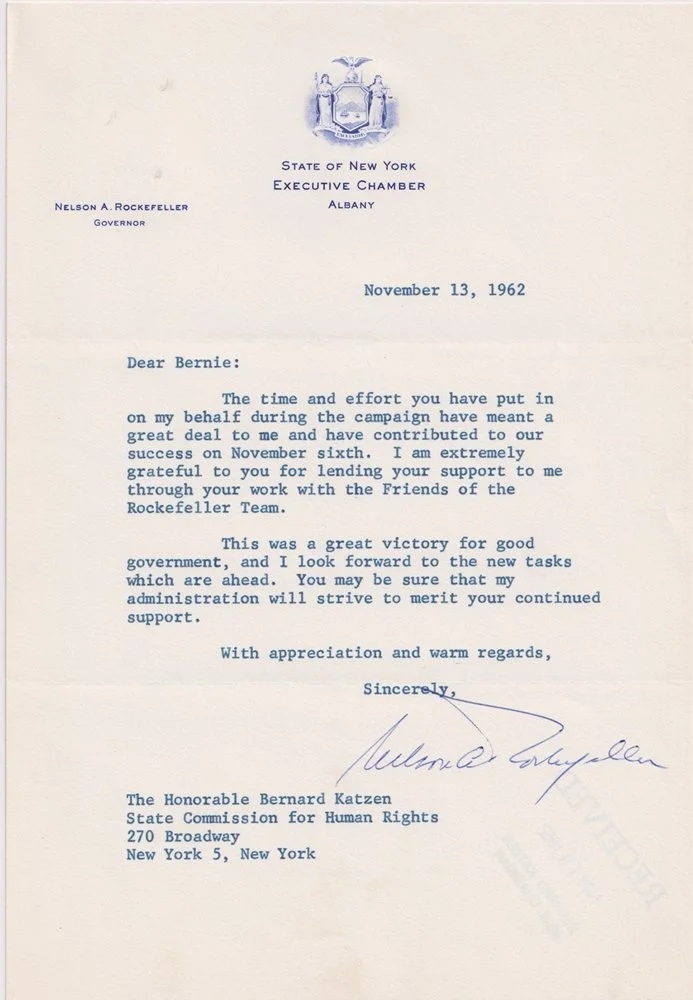 EXCELSIOR
STATE OF NEW YORK
EXECUTIVE CHAMBER
ALBANY
NELSON A. ROCKEFELLER
GOVERNOR
November 13, 1962
Dear Bernie:
The time and effort you have put in
on my behalf during the campaign have meant a
great deal to me and have contributed to our
success on November sixth. I am extremely
grateful to you for lending your support to me
through your work with the Friends of the
Rockefeller Team.
This was a great victory for good
government, and I look forward to the new tasks
which are ahead. You may be sure that my
administration will strive to merit your continued
support.
With appreciation and warm regards,
Sincerely,
Nelson A Rockefeller
The Honorable Bernard Katzen
State Commission for Human Rights
270 Broadway
New York 5, New York
RECEIVED